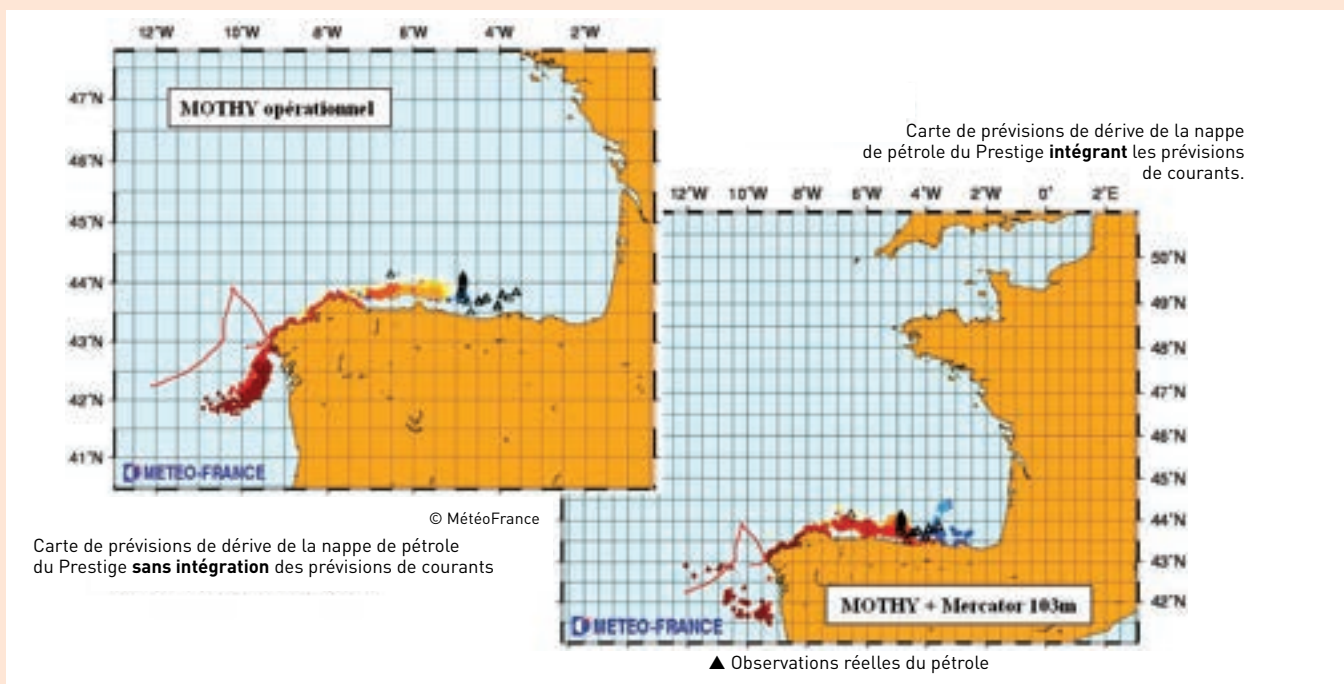 12°W 10°W 8°W 6°W 4°W 2°W
47°N
46°N
45°N
44°N
43°N
42°N
41°N
MOTHY opérationnel
METEO-FRANCE
© MétéoFrance
Carte de prévisions de dérive de la nappe de pétrole
du Prestige sans intégration des prévisions de courants
Carte de prévisions de dérive de la nappe
de pétrole du Prestige intégrant les prévisions
de courants.
12°W 10°W 8°W 6°W 4°W 2°W 0° 2°E
50°N
49°N
48°N
47°N
46°N
45°N
44°N
43°N
42°N
MOTHY + Mercator 103m
METEO-FRANCE
▲ Observations réelles du pétrole